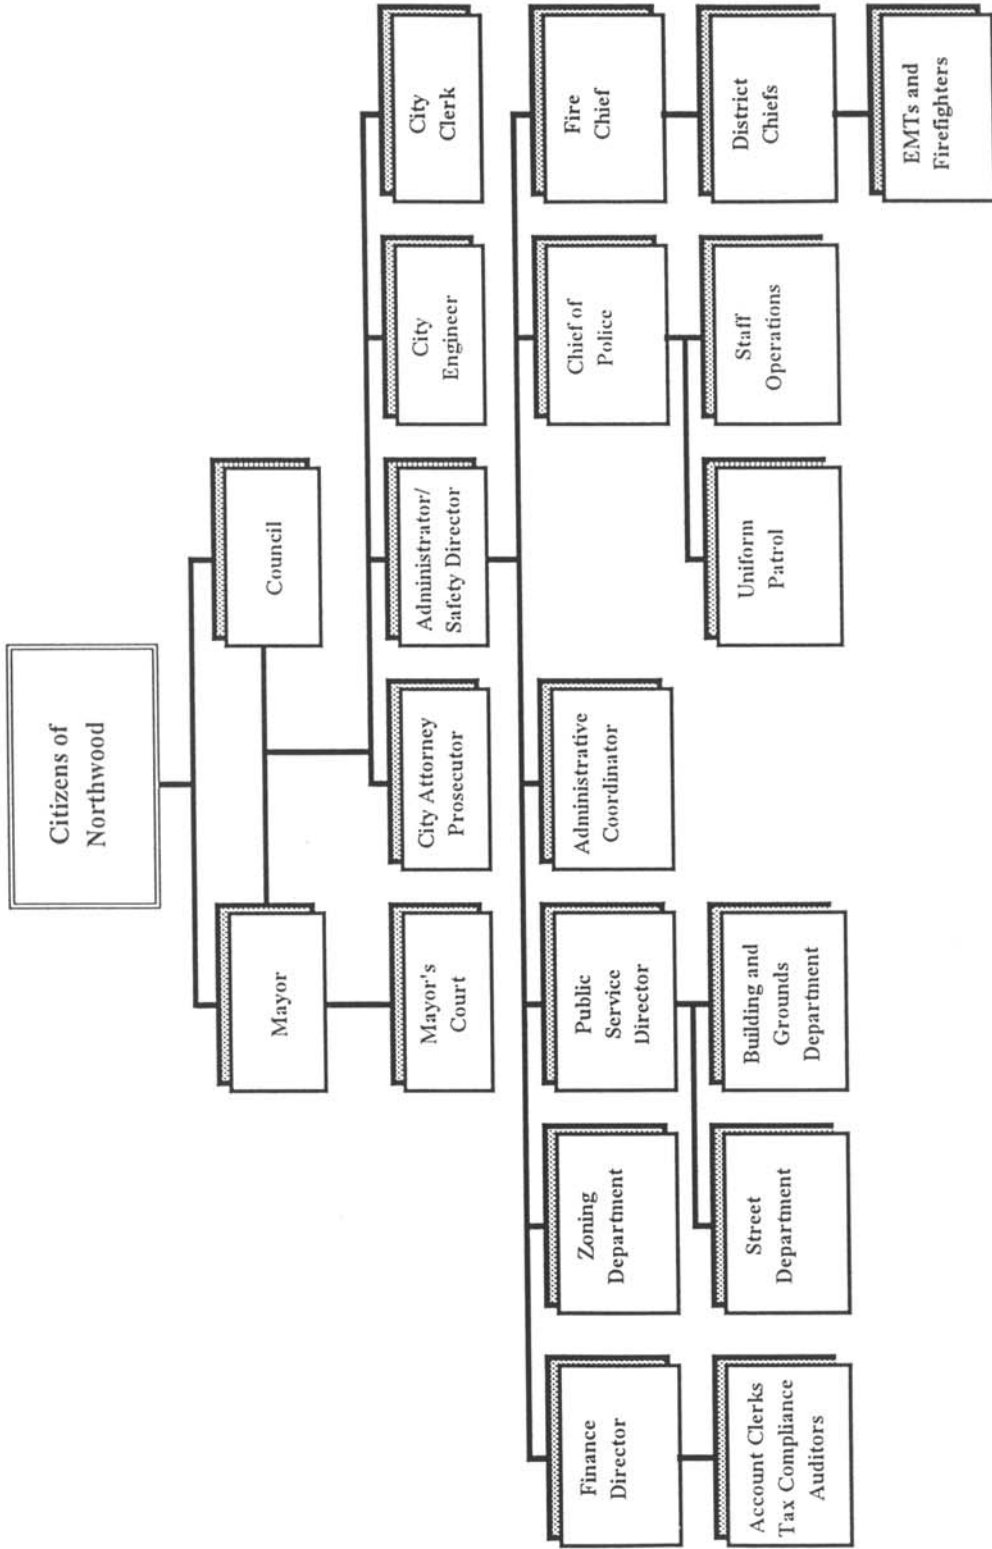 Citizens of
Northwood
Mayor
Council
Mayor's
Court
City Attorney
Prosecutor
Administrator/
Safety Director
City
Engineer
City
Clerk
Finance
Director
Zoning
Department
Public
Service
Director
Administrative
Coordinator
Chief of
Police
Fire
Chief
Account Clerks
Tax Compliance
Auditors
Street
Department
Building and
Grounds
Department
Uniform
Patrol
Staff
Operations
District
Chiefs
EMTs and
Firefighters